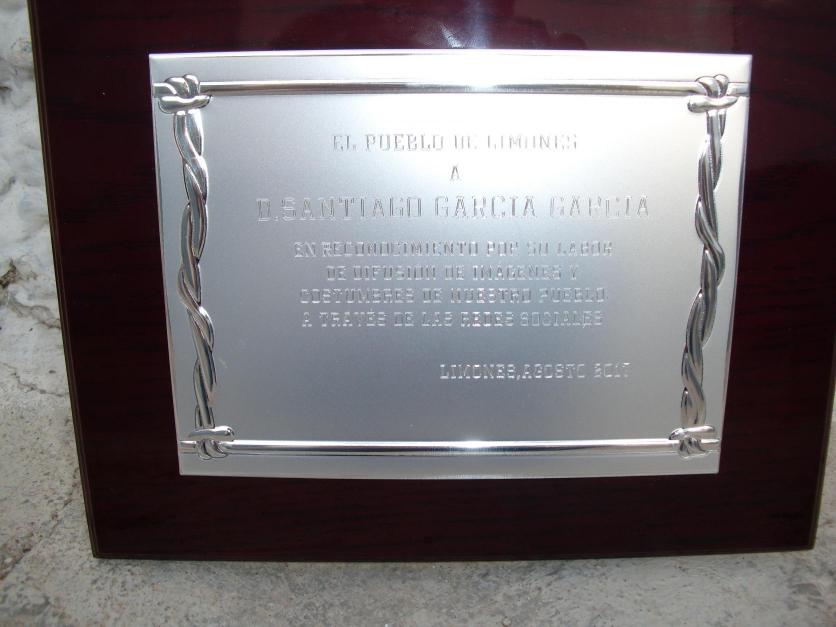 EL PUEBLO DE LIMONES
A
D.SANTIAGO GARCIA GARCIA
EN RECONOCIMIENTO POR SU LABOR
DE DIFUSION DE IMAGENES Y
COSTUMBRES DE NUESTRO PUEBLO
A TRAVÉS DE LAS REDES SOCIALES
LIMONES,AGOSTO 2017